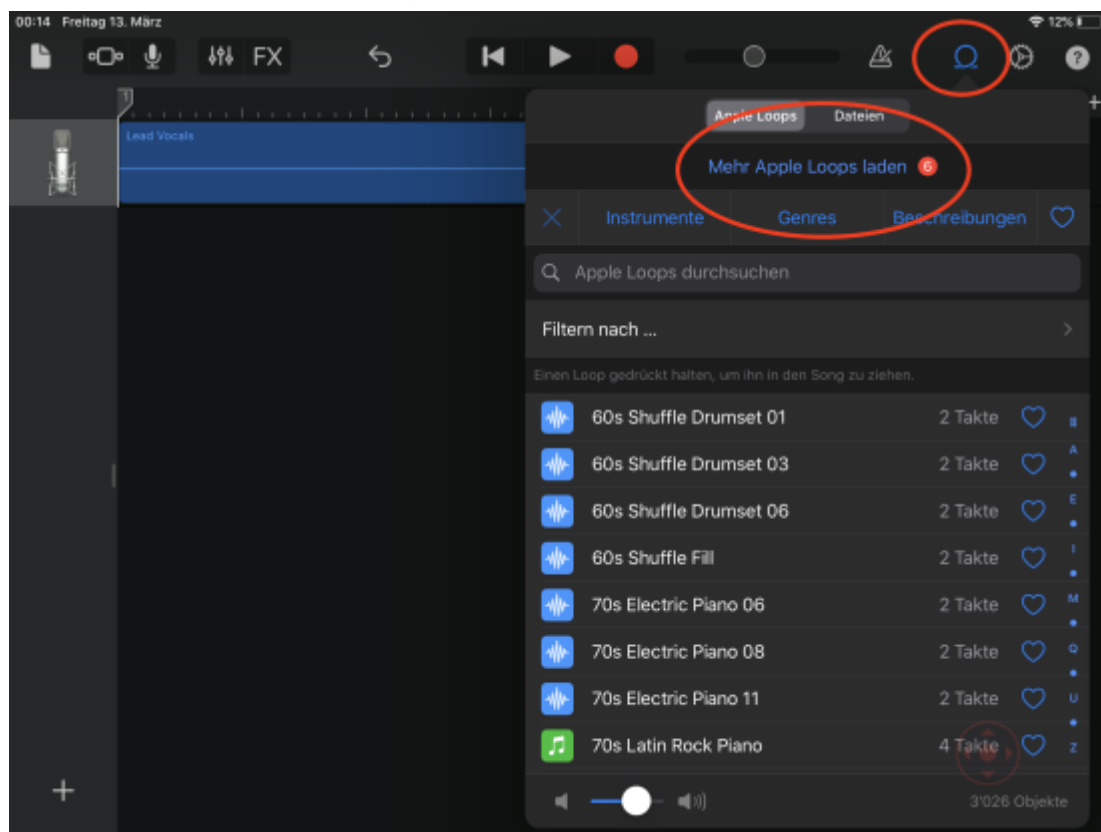 00:14 Freitag 13. März
12%
FX
?
1
+
Lead Vocals
Apple Loops Dateien
Mehr Apple Loops laden 6
Instrumente Genres Beschreibungen
Apple Loops durchsuchen
Filtern nach ...
Einen Loop gedrückt halten, um ihn in den Song zu ziehen.
60s Shuffle Drumset 01 2 Takte
#
60s Shuffle Drumset 03 2 Takte
A
60s Shuffle Drumset 06 2 Takte
E
60s Shuffle Fill 2 Takte
I
70s Electric Piano 06 2 Takte
M
70s Electric Piano 08 2 Takte
Q
70s Electric Piano 11 2 Takte
U
70s Latin Rock Piano 4 Takte
Z
+
3'026 Objekte